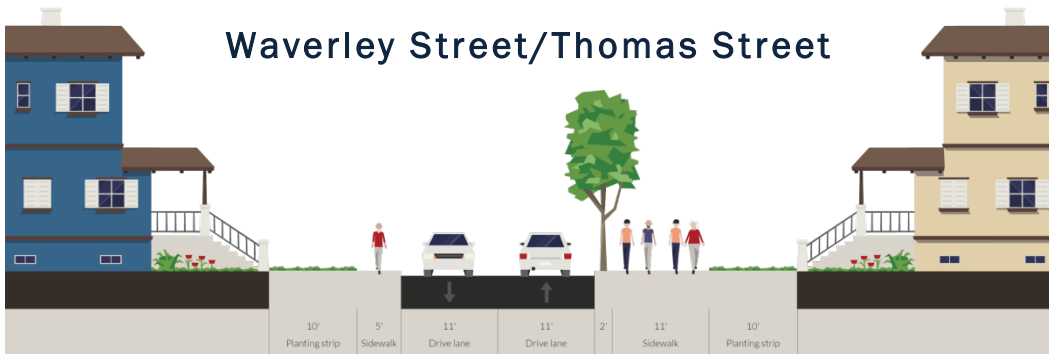 Waverley Street/Thomas Street
10' 5' 11' 11' 2' 11' 10'
Planting strip Sidewalk Drive lane Drive lane Sidewalk Planting strip